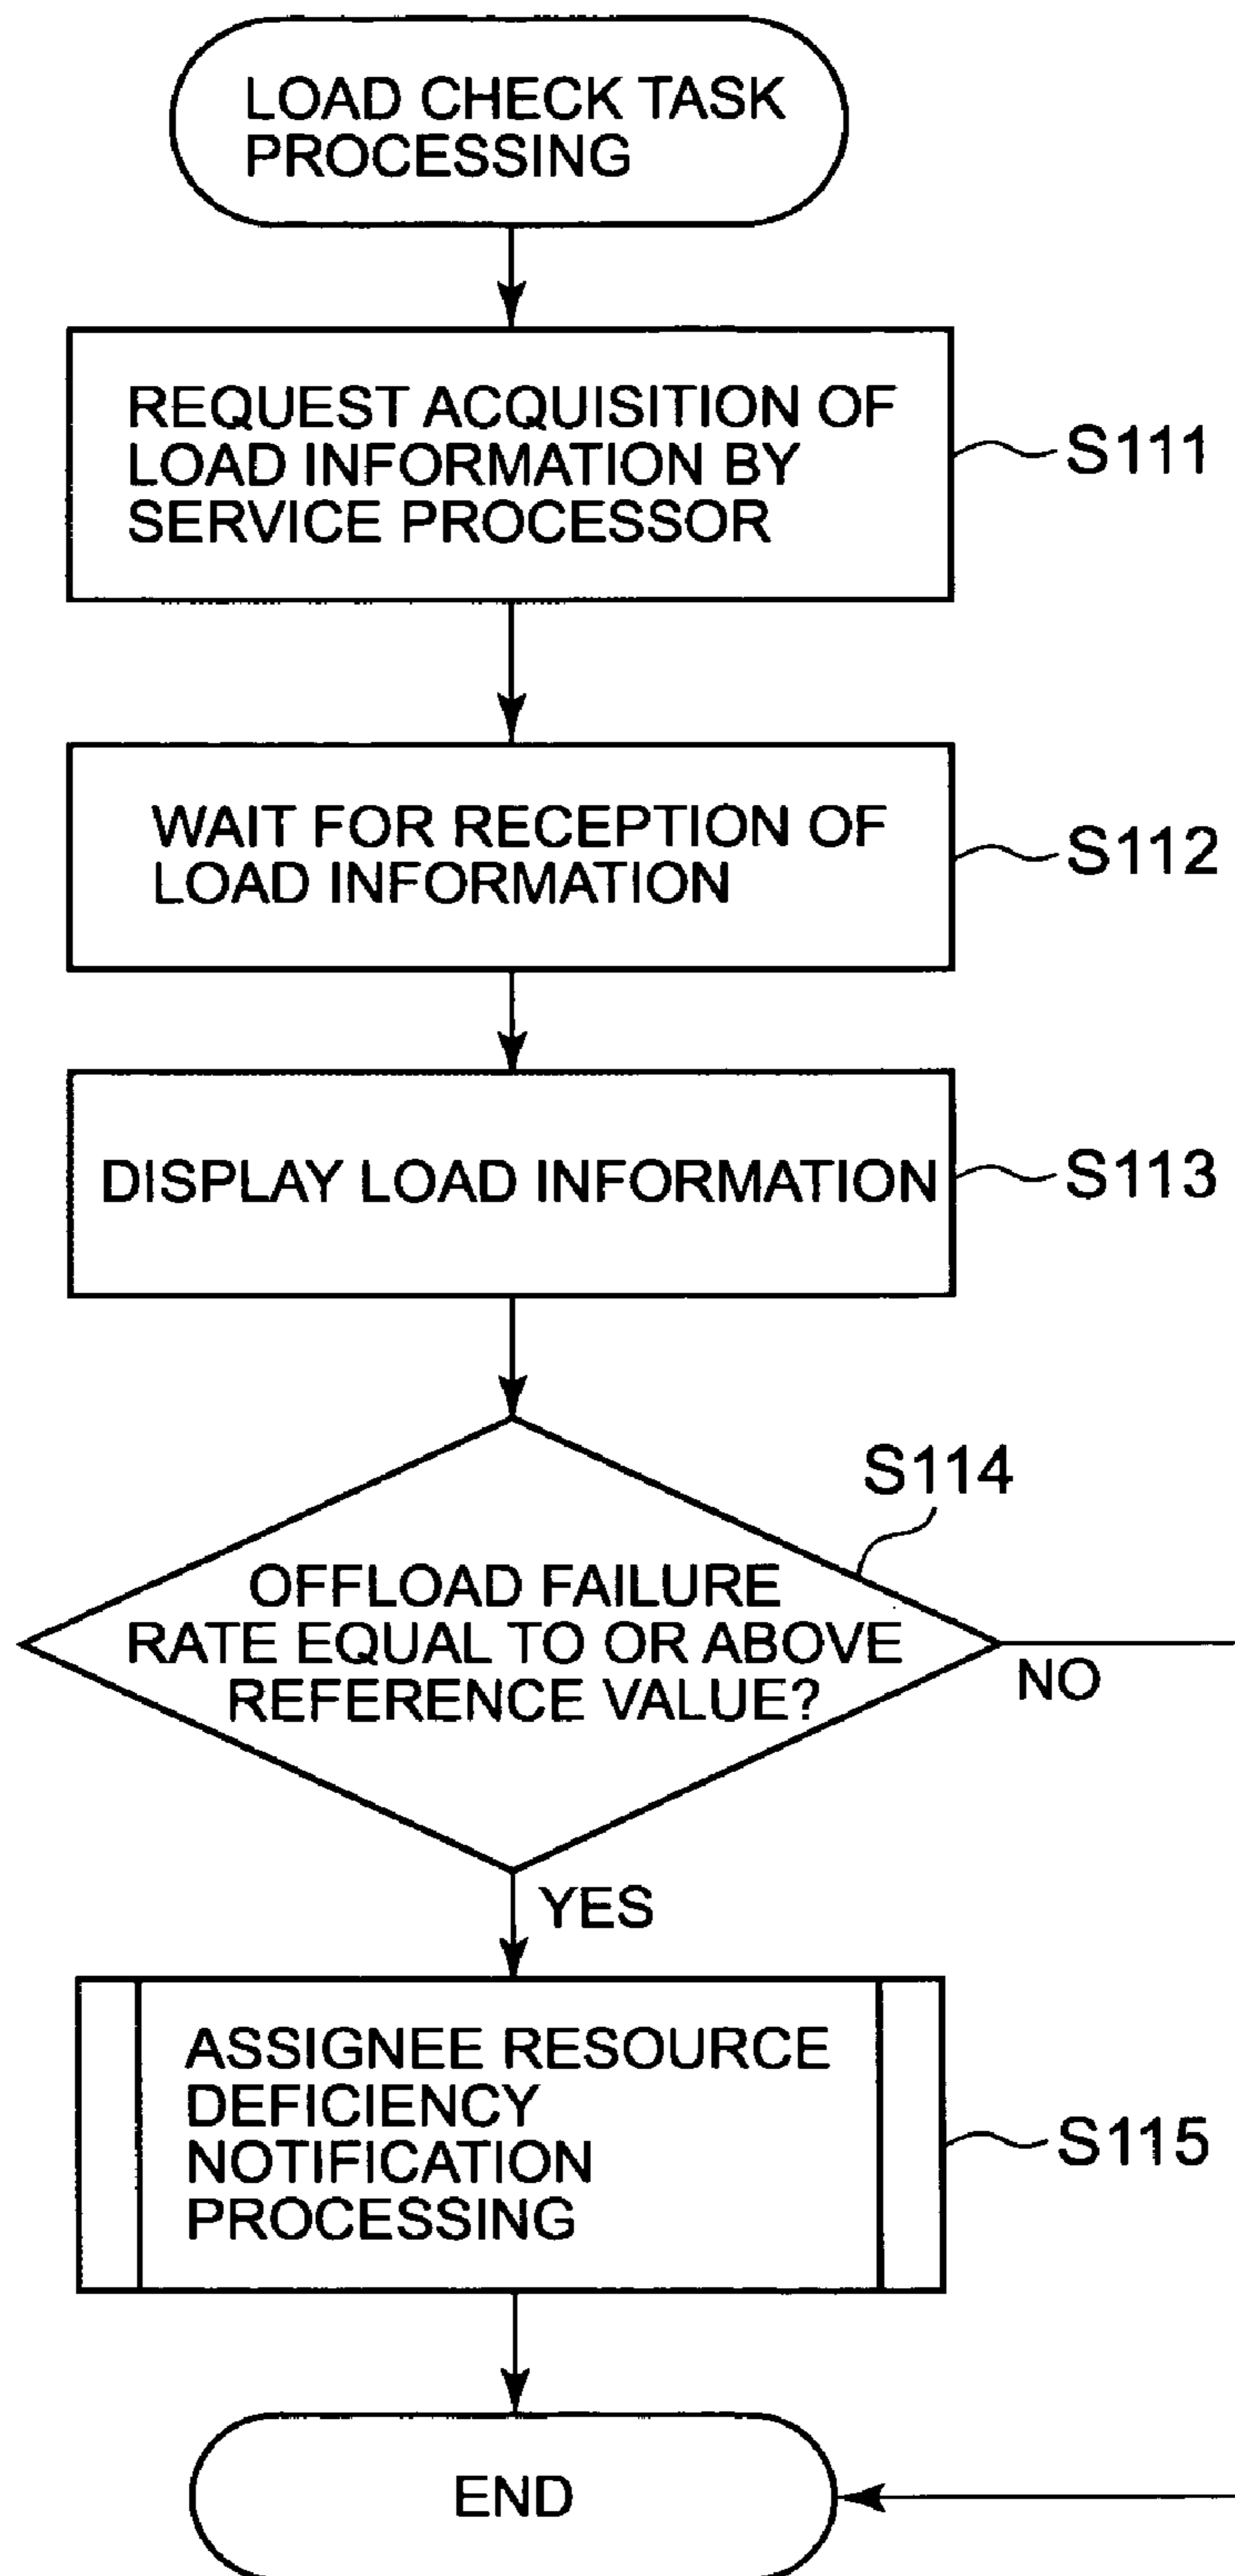 LOAD CHECK TASK
PROCESSING
REQUEST ACQUISITION OF
LOAD INFORMATION BY
SERVICE PROCESSOR
S111
WAIT FOR RECEPTION OF
LOAD INFORMATION
S112
DISPLAY LOAD INFORMATION
S113
S114
OFFLOAD FAILURE
RATE EQUAL TO OR ABOVE
REFERENCE VALUE?
NO
YES
ASSIGNEE RESOURCE
DEFICIENCY
NOTIFICATION
PROCESSING
S115
END